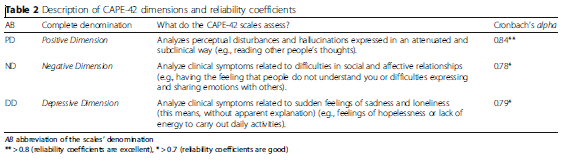 Table 2 Description of CAPE-42 dimensions and reliability coefficients
AB Complete denomination What do the CAPE-42 scales assess? Cronbach's alpha
PD Positive Dimension Analyzes perceptual disturbances and hallucinations expressed in an attenuated and 0.84**
subclinical way (e.g., reading other people's thoughts).
ND Negative Dimension Analyze clinical symptoms related to difficulties in social and affective relationships 0.78*
(e.g., having the feeling that people do not understand you or difficulties expressing
and sharing emotions with others).
DD Depressive Dimension Analyze clinical symptoms related to sudden feelings of sadness and loneliness 0.79*
(this means, without apparent explanation) (e.g., feelings of hopelessness or lack of
energy to carry out daily activities).
AB abbreviation of the scales' denomination
** > 0.8 (reliability coefficients are excellent), * > 0.7 (reliability coefficients are good)